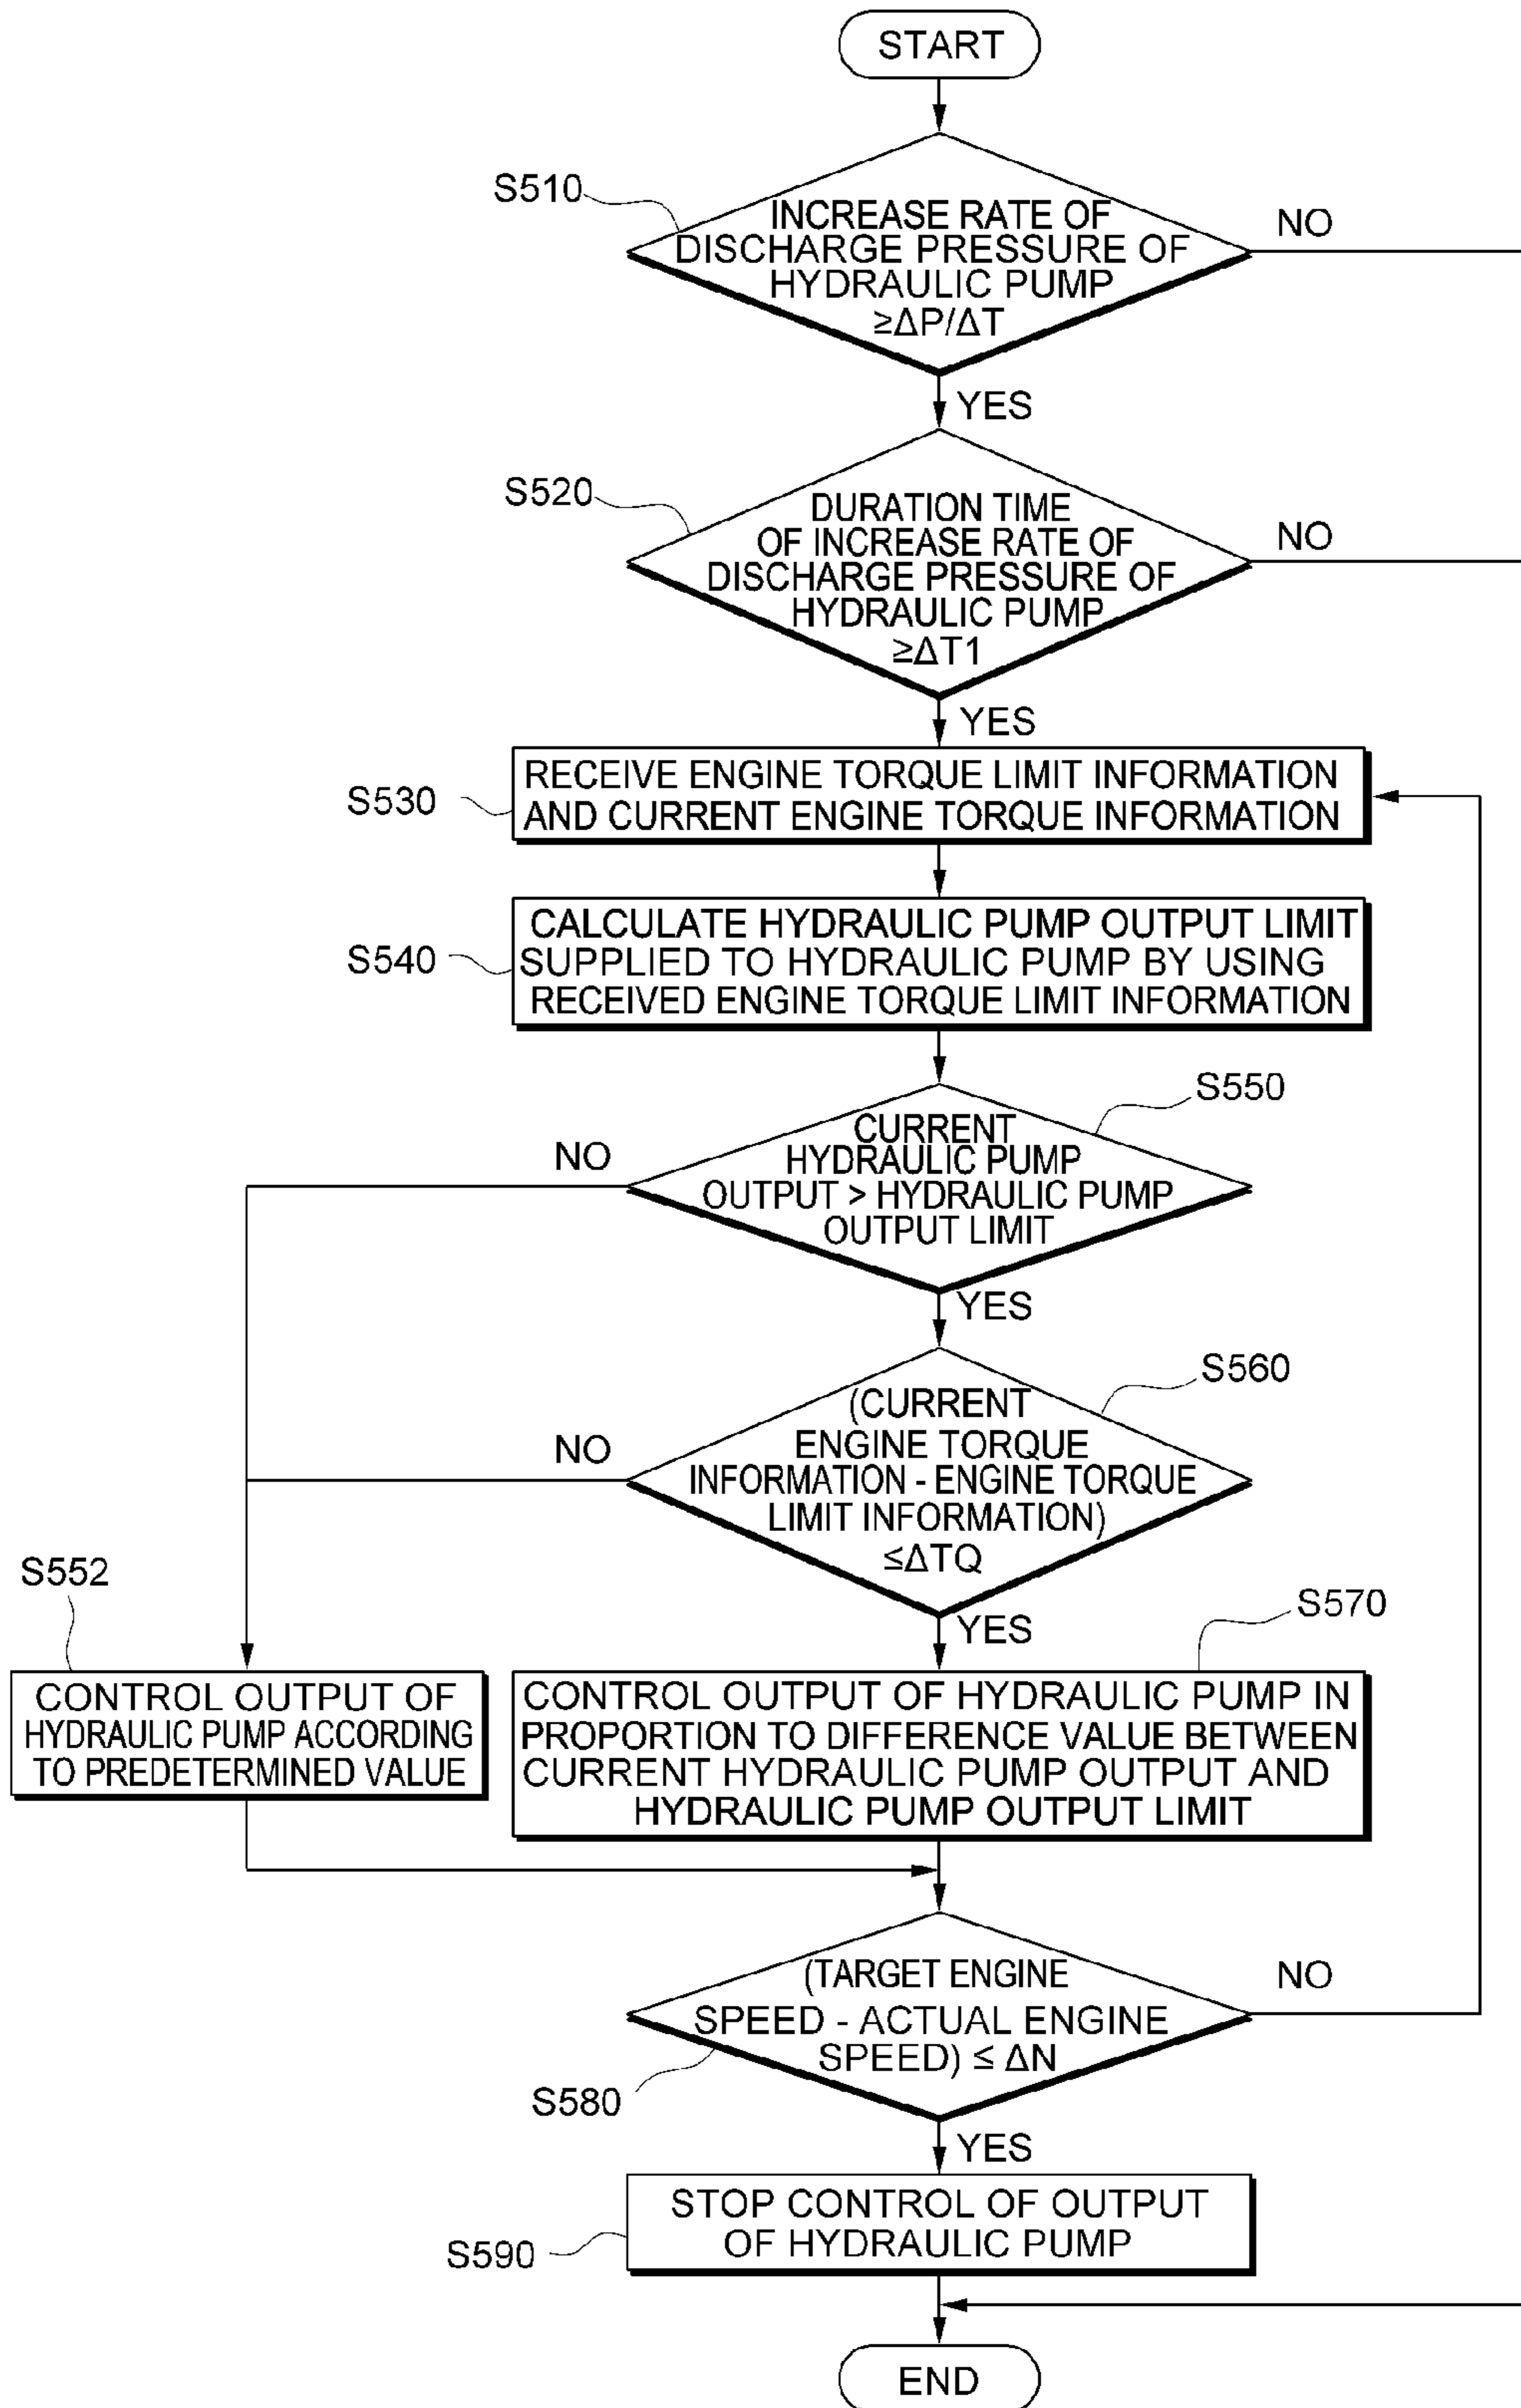 START
S510
INCREASE RATE OF
DISCHARGE PRESSURE OF
HYDRAULIC PUMP
≥ΔP/ΔT
NO
YES
S520
DURATION TIME
OF INCREASE RATE OF
DISCHARGE PRESSURE OF
HYDRAULIC PUMP
≥ΔT1
NO
YES
S530
RECEIVE ENGINE TORQUE LIMIT INFORMATION
AND CURRENT ENGINE TORQUE INFORMATION
S540
CALCULATE HYDRAULIC PUMP OUTPUT LIMIT
SUPPLIED TO HYDRAULIC PUMP BY USING
RECEIVED ENGINE TORQUE LIMIT INFORMATION
S550
CURRENT
HYDRAULIC PUMP
OUTPUT > HYDRAULIC PUMP
OUTPUT LIMIT
NO
YES
S560
(CURRENT
ENGINE TORQUE
INFORMATION - ENGINE TORQUE
LIMIT INFORMATION)
≤ΔTQ
NO
YES
S552
CONTROL OUTPUT OF
HYDRAULIC PUMP ACCORDING
TO PREDETERMINED VALUE
S570
CONTROL OUTPUT OF HYDRAULIC PUMP IN
PROPORTION TO DIFFERENCE VALUE BETWEEN
CURRENT HYDRAULIC PUMP OUTPUT AND
HYDRAULIC PUMP OUTPUT LIMIT
(TARGET ENGINE
SPEED - ACTUAL ENGINE
SPEED) ≤ ΔN
NO
S580
YES
STOP CONTROL OF OUTPUT
OF HYDRAULIC PUMP
S590
END